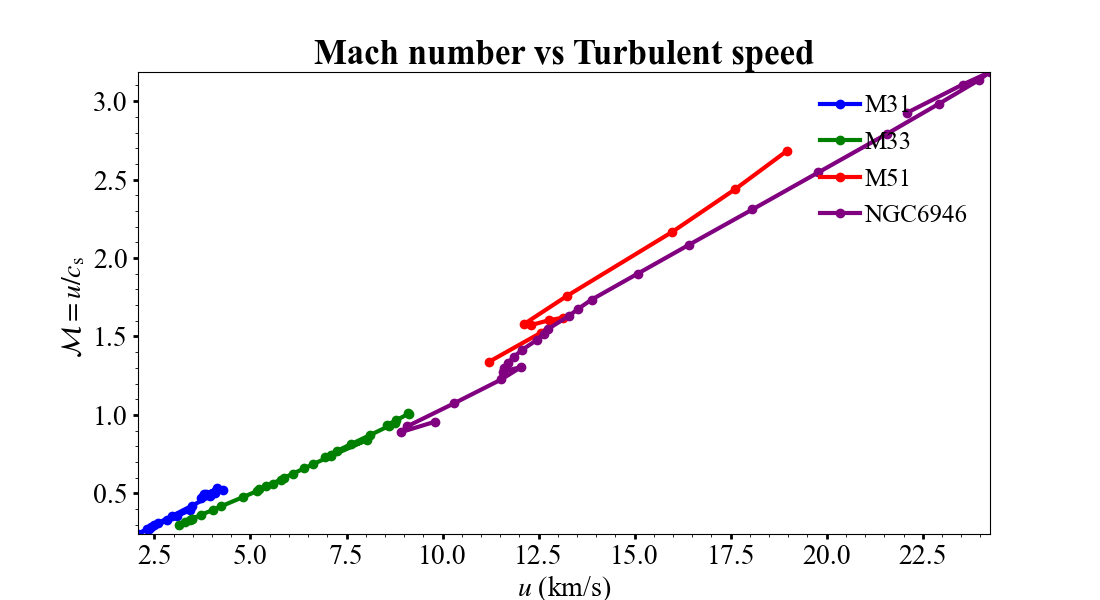 Mach number vs Turbulent speed
ℳ = u/cₛ
3.0
2.5
2.0
1.5
1.0
0.5
M31
M33
M51
NGC6946
2.5 5.0 7.5 10.0 12.5 15.0 17.5 20.0 22.5
u (km/s)